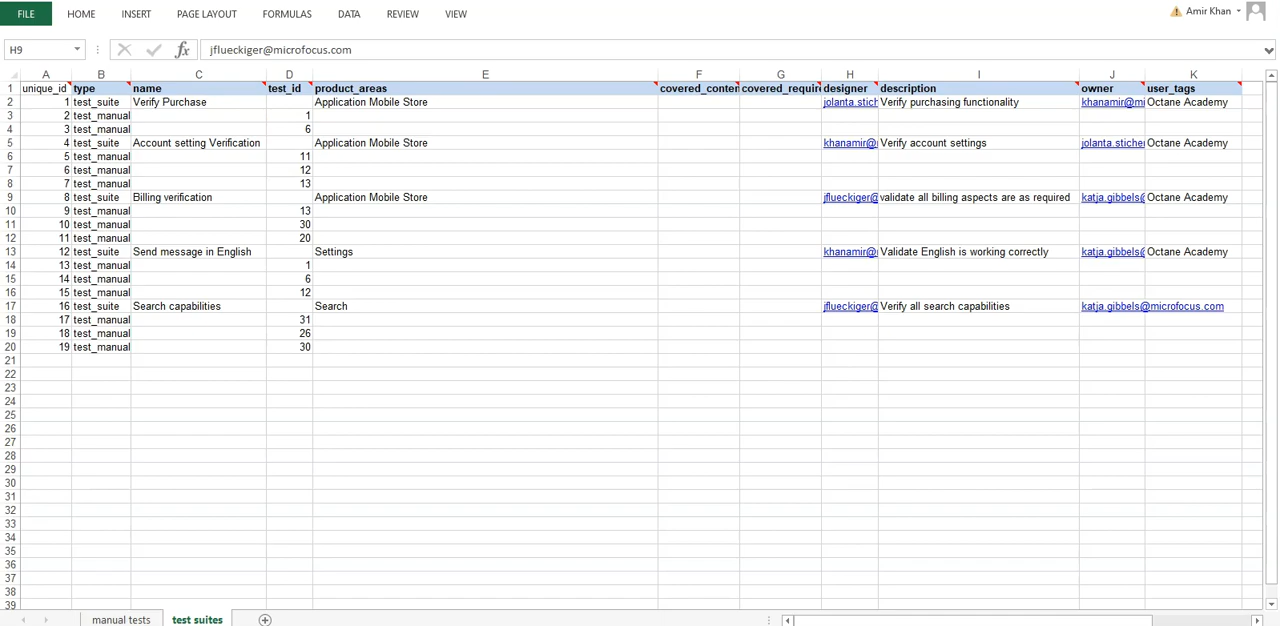 FILE HOME INSERT PAGE LAYOUT FORMULAS DATA REVIEW VIEW Amir Khan
H9 fx jflueckiger@microfocus.com
A B C D E F G H I J K
1 unique_id type name test_id product_areas covered_conten covered_require designer description owner user_tags
2 1 test_suite Verify Purchase Application Mobile Store jolanta.stich Verify purchasing functionality khanamir@mi Octane Academy
3 2 test_manual 1
4 3 test_manual 6
5 4 test_suite Account setting Verification Application Mobile Store khanamir@ Verify account settings jolanta.sticher Octane Academy
6 5 test_manual 11
7 6 test_manual 12
8 7 test_manual 13
9 8 test_suite Billing verification Application Mobile Store jflueckiger@ validate all billing aspects are as required katja.gibbels@ Octane Academy
10 9 test_manual 13
11 10 test_manual 30
12 11 test_manual 20
13 12 test_suite Send message in English Settings khanamir@ Validate English is working correctly katja.gibbels@ Octane Academy
14 13 test_manual 1
15 14 test_manual 6
16 15 test_manual 12
17 16 test_suite Search capabilities Search jflueckiger@ Verify all search capabilities katja.gibbels@microfocus.com
18 17 test_manual 31
19 18 test_manual 26
20 19 test_manual 30
21
22
23
24
25
26
27
28
29
30
31
32
33
34
35
36
37
38
39
manual tests test suites